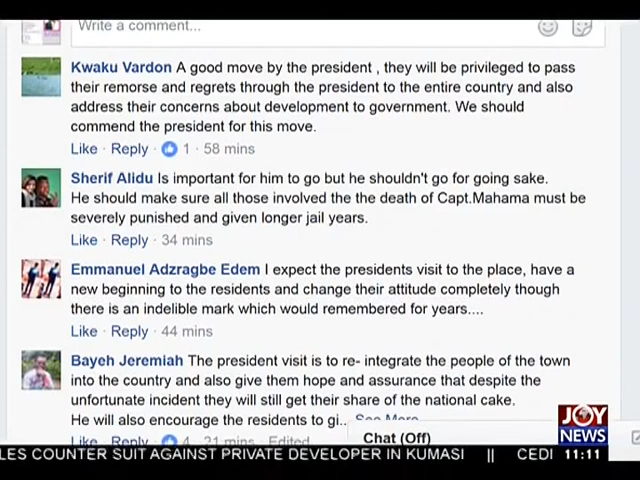 Write a comment...
Kwaku Vardon A good move by the president , they will be privileged to pass
their remorse and regrets through the president to the entire country and also
address their concerns about development to government. We should
commend the president for this move.
Like · Reply · 1 · 58 mins
Sherif Alidu Is important for him to go but he shouldn't go for going sake.
He should make sure all those involved the the death of Capt.Mahama must be
severely punished and given longer jail years.
Like · Reply · 34 mins
Emmanuel Adzragbe Edem I expect the presidents visit to the place, have a
new beginning to the residents and change their attitude completely though
there is an indelible mark which would remembered for years....
Like · Reply · 44 mins
Bayeh Jeremiah The president visit is to re- integrate the people of the town
into the country and also give them hope and assurance that despite the
unfortunate incident they will still get their share of the national cake.
He will also encourage the residents to gi... See More
Like · Reply · 4 · 21 mins · Edited
Chat (Off)
JOY
NEWS
LES COUNTER SUIT AGAINST PRIVATE DEVELOPER IN KUMASI || CEDI 11:11